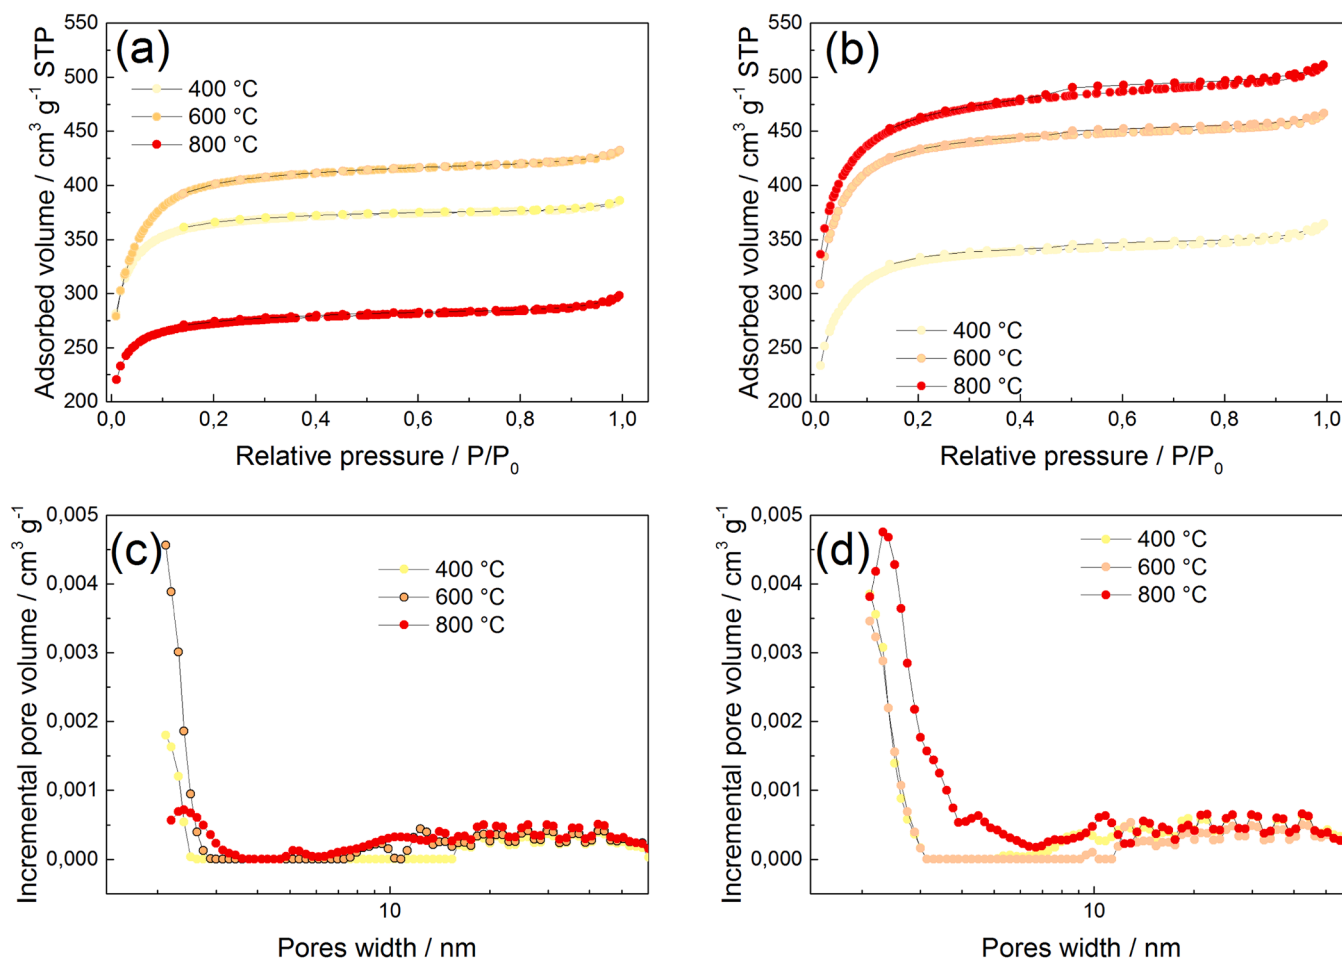 (a)
Adsorbed volume / cm³ g⁻¹ STP
550
500
450
400
350
300
250
200
400 °C
600 °C
800 °C
0,0 0,2 0,4 0,6 0,8 1,0
Relative pressure / P/P₀
(b)
Adsorbed volume / cm³ g⁻¹ STP
550
500
450
400
350
300
250
200
400 °C
600 °C
800 °C
0,0 0,2 0,4 0,6 0,8 1,0
Relative pressure / P/P₀
(c)
Incremental pore volume / cm³ g⁻¹
0,005
0,004
0,003
0,002
0,001
0,000
400 °C
600 °C
800 °C
10
Pores width / nm
(d)
Incremental pore volume / cm³ g⁻¹
0,005
0,004
0,003
0,002
0,001
0,000
400 °C
600 °C
800 °C
10
Pores width / nm